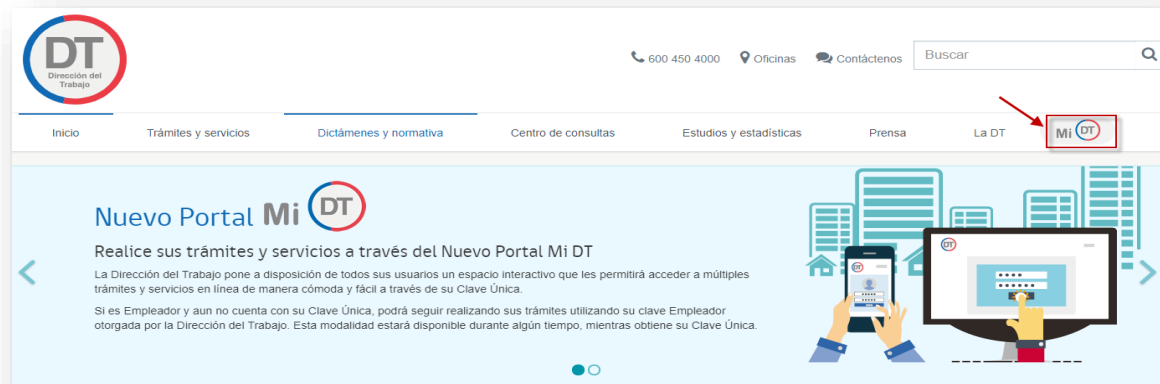 DT
Dirección del
Trabajo
600 450 4000 Oficinas Contáctenos Buscar
Inicio Trámites y servicios Dictámenes y normativa Centro de consultas Estudios y estadísticas Prensa La DT Mi DT
Nuevo Portal Mi DT
Realice sus trámites y servicios a través del Nuevo Portal Mi DT
La Dirección del Trabajo pone a disposición de todos sus usuarios un espacio interactivo que les permitirá acceder a múltiples
trámites y servicios en línea de manera cómoda y fácil a través de su Clave Única.
Si es Empleador y aun no cuenta con su Clave Única, podrá seguir realizando sus trámites utilizando su clave Empleador
otorgada por la Dirección del Trabajo. Esta modalidad estará disponible durante algún tiempo, mientras obtiene su Clave Única.
DT
DT